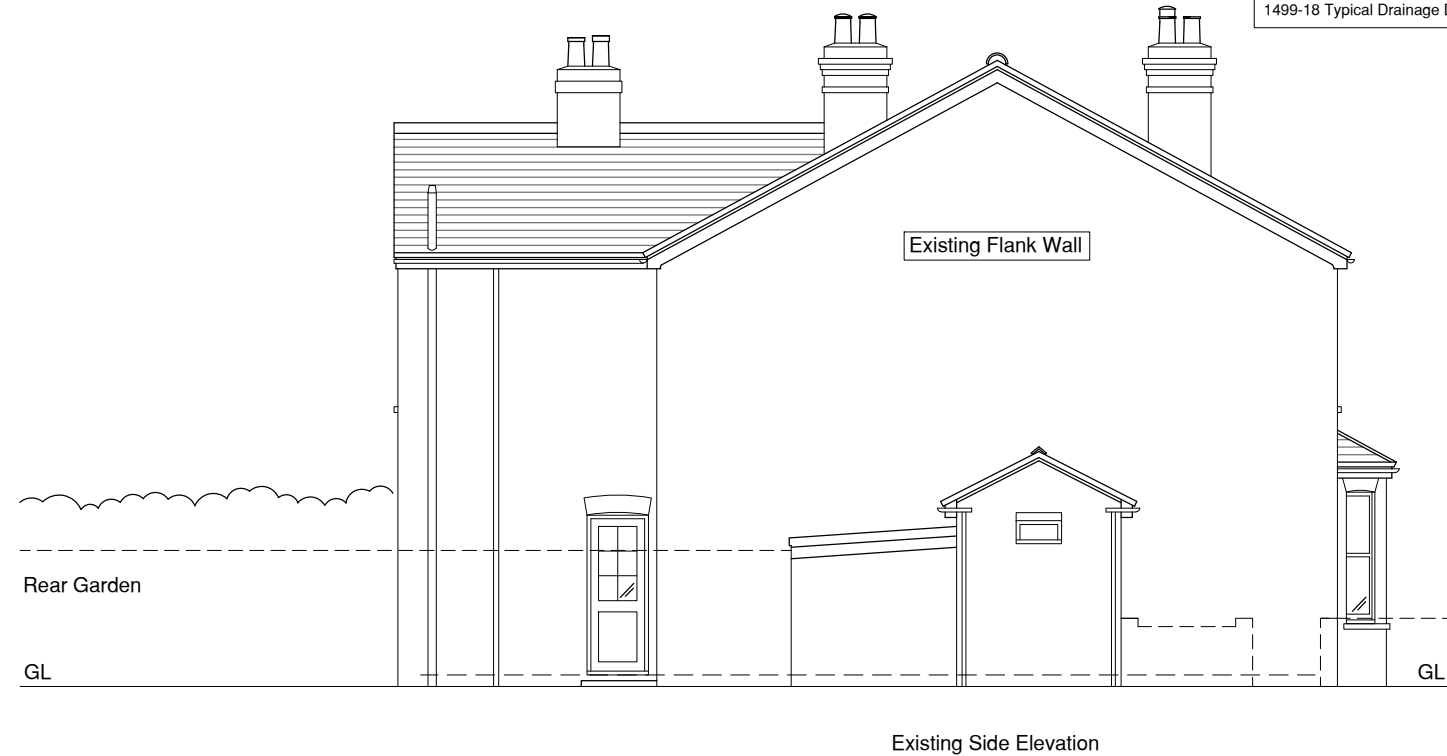 1499-18 Typical Drainage
Existing Flank Wall
Rear Garden
GL
GL
Existing Side Elevation